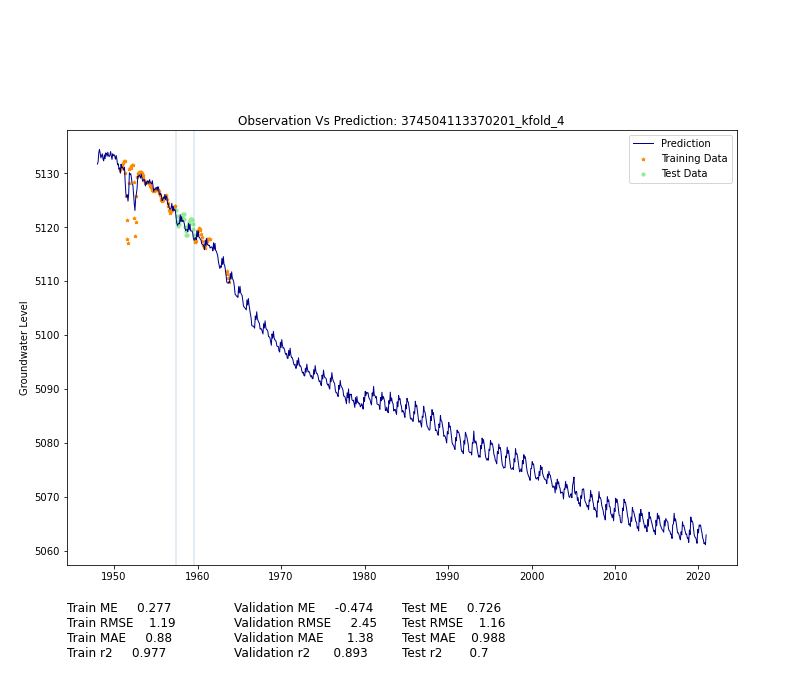 Observation Vs Prediction: 374504113370201_kfold_4
Prediction
Training Data
Test Data
Groundwater Level
5130
5120
5110
5100
5090
5080
5070
5060
1950 1960 1970 1980 1990 2000 2010 2020
Train ME 0.277 Validation ME -0.474 Test ME 0.726
Train RMSE 1.19 Validation RMSE 2.45 Test RMSE 1.16
Train MAE 0.88 Validation MAE 1.38 Test MAE 0.988
Train r2 0.977 Validation r2 0.893 Test r2 0.7